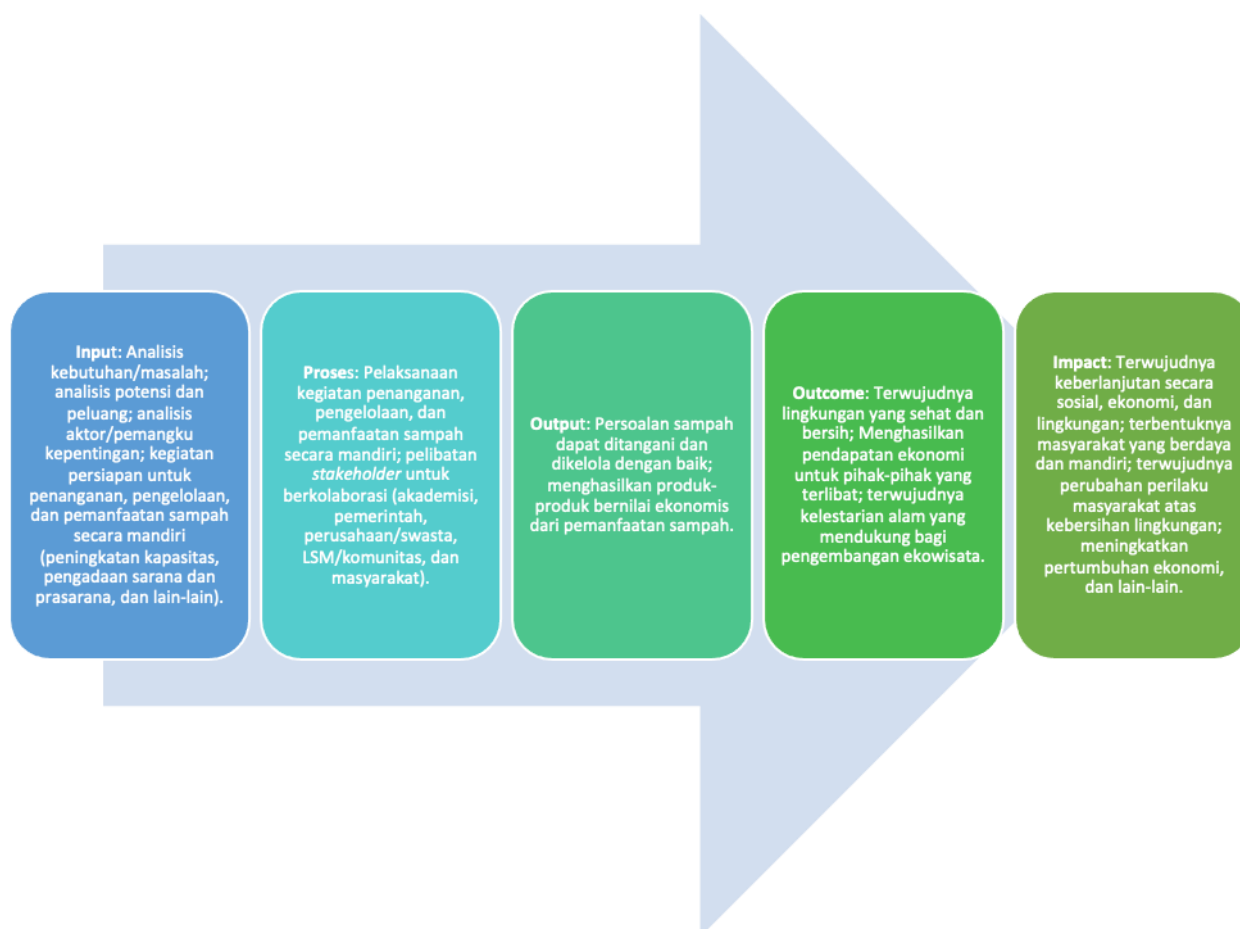 Input: Analisis
kebutuhan/masalah;
analisis potensi dan
peluang; analisis
aktor/pemangku
kepentingan; kegiatan
persiapan untuk
penanganan, pengelolaan,
dan pemanfaatan sampah
secara mandiri
(peningkatan kapasitas,
pengadaan sarana dan
prasarana, dan lain-lain).
Proses: Pelaksanaan
kegiatan penanganan,
pengelolaan, dan
pemanfaatan sampah
secara mandiri; pelibatan
stakeholder untuk
berkolaborasi (akademisi,
pemerintah,
perusahaan/swasta,
LSM/komunitas, dan
masyarakat).
Output: Persoalan sampah
dapat ditangani dan
dikelola dengan baik;
menghasilkan produk-
produk bernilai ekonomis
dari pemanfaatan sampah.
Outcome: Terwujudnya
lingkungan yang sehat dan
bersih; Menghasilkan
pendapatan ekonomi
untuk pihak-pihak yang
terlibat; terwujudnya
kelestarian alam yang
mendukung bagi
pengembangan ekowisata.
Impact: Terwujudnya
keberlanjutan secara
sosial, ekonomi, dan
lingkungan; terbentuknya
masyarakat yang berdaya
dan mandiri; terwujudnya
perubahan perilaku
masyarakat atas
kebersihan lingkungan;
meningkatkan
pertumbuhan ekonomi,
dan lain-lain.